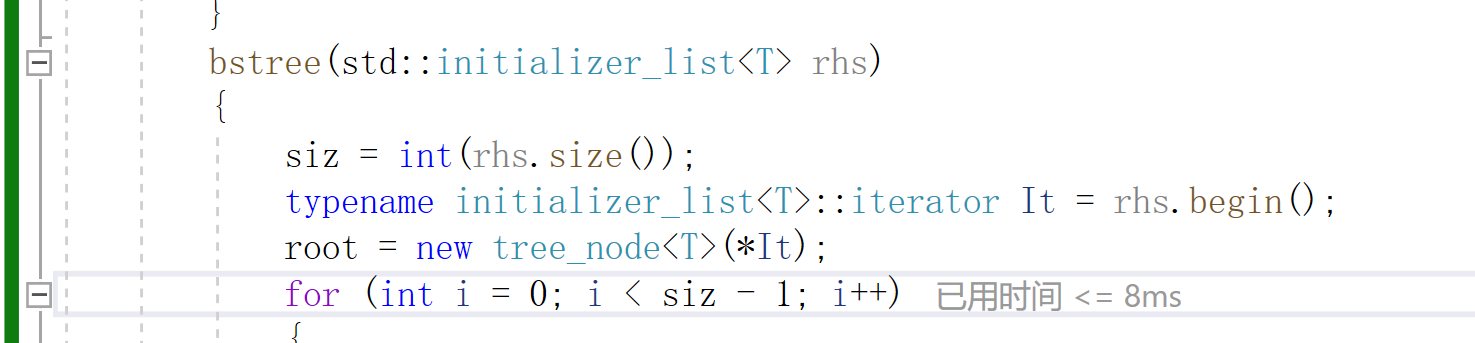 }
bstree(std::initializer_list<T> rhs)
{
siz = int(rhs.size());
typename initializer_list<T>::iterator It = rhs.begin();
root = new tree_node<T>(*It);
for (int i = 0; i < siz - 1; i++) 已用时间 <= 8ms
{